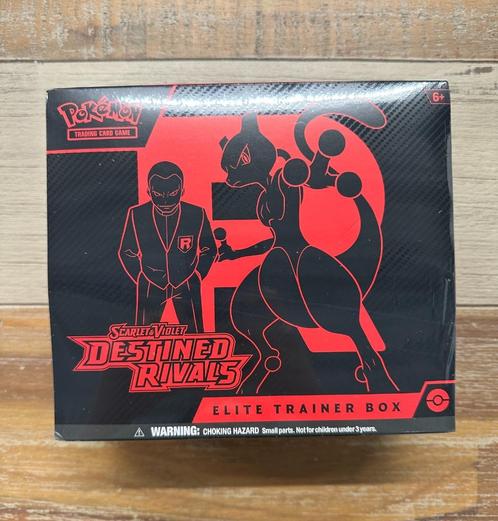 Pokémon
TRADING CARD GAME
6+
R
SCARLET & VIOLET
DESTINED
RIVALS
ELITE TRAINER BOX
WARNING: CHOKING HAZARD Small parts. Not for children under 3 years.